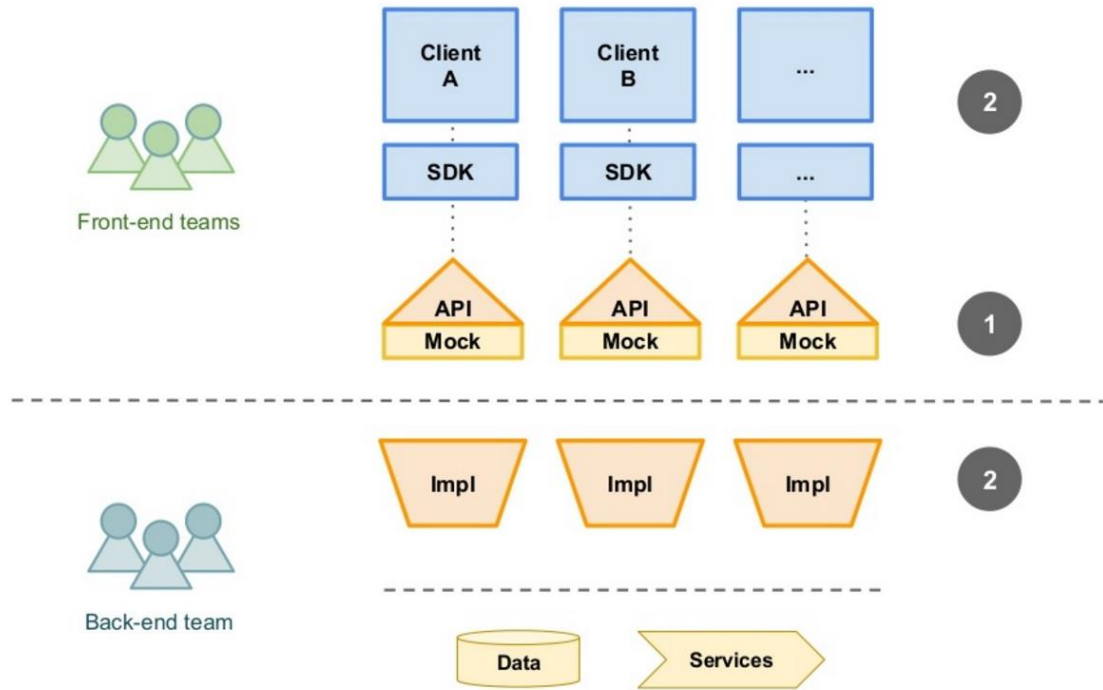 Client
A
Client
B
...
2
SDK
SDK
...
Front-end teams
API
API
API
1
Mock
Mock
Mock
Impl
Impl
Impl
2
Back-end team
Data
Services